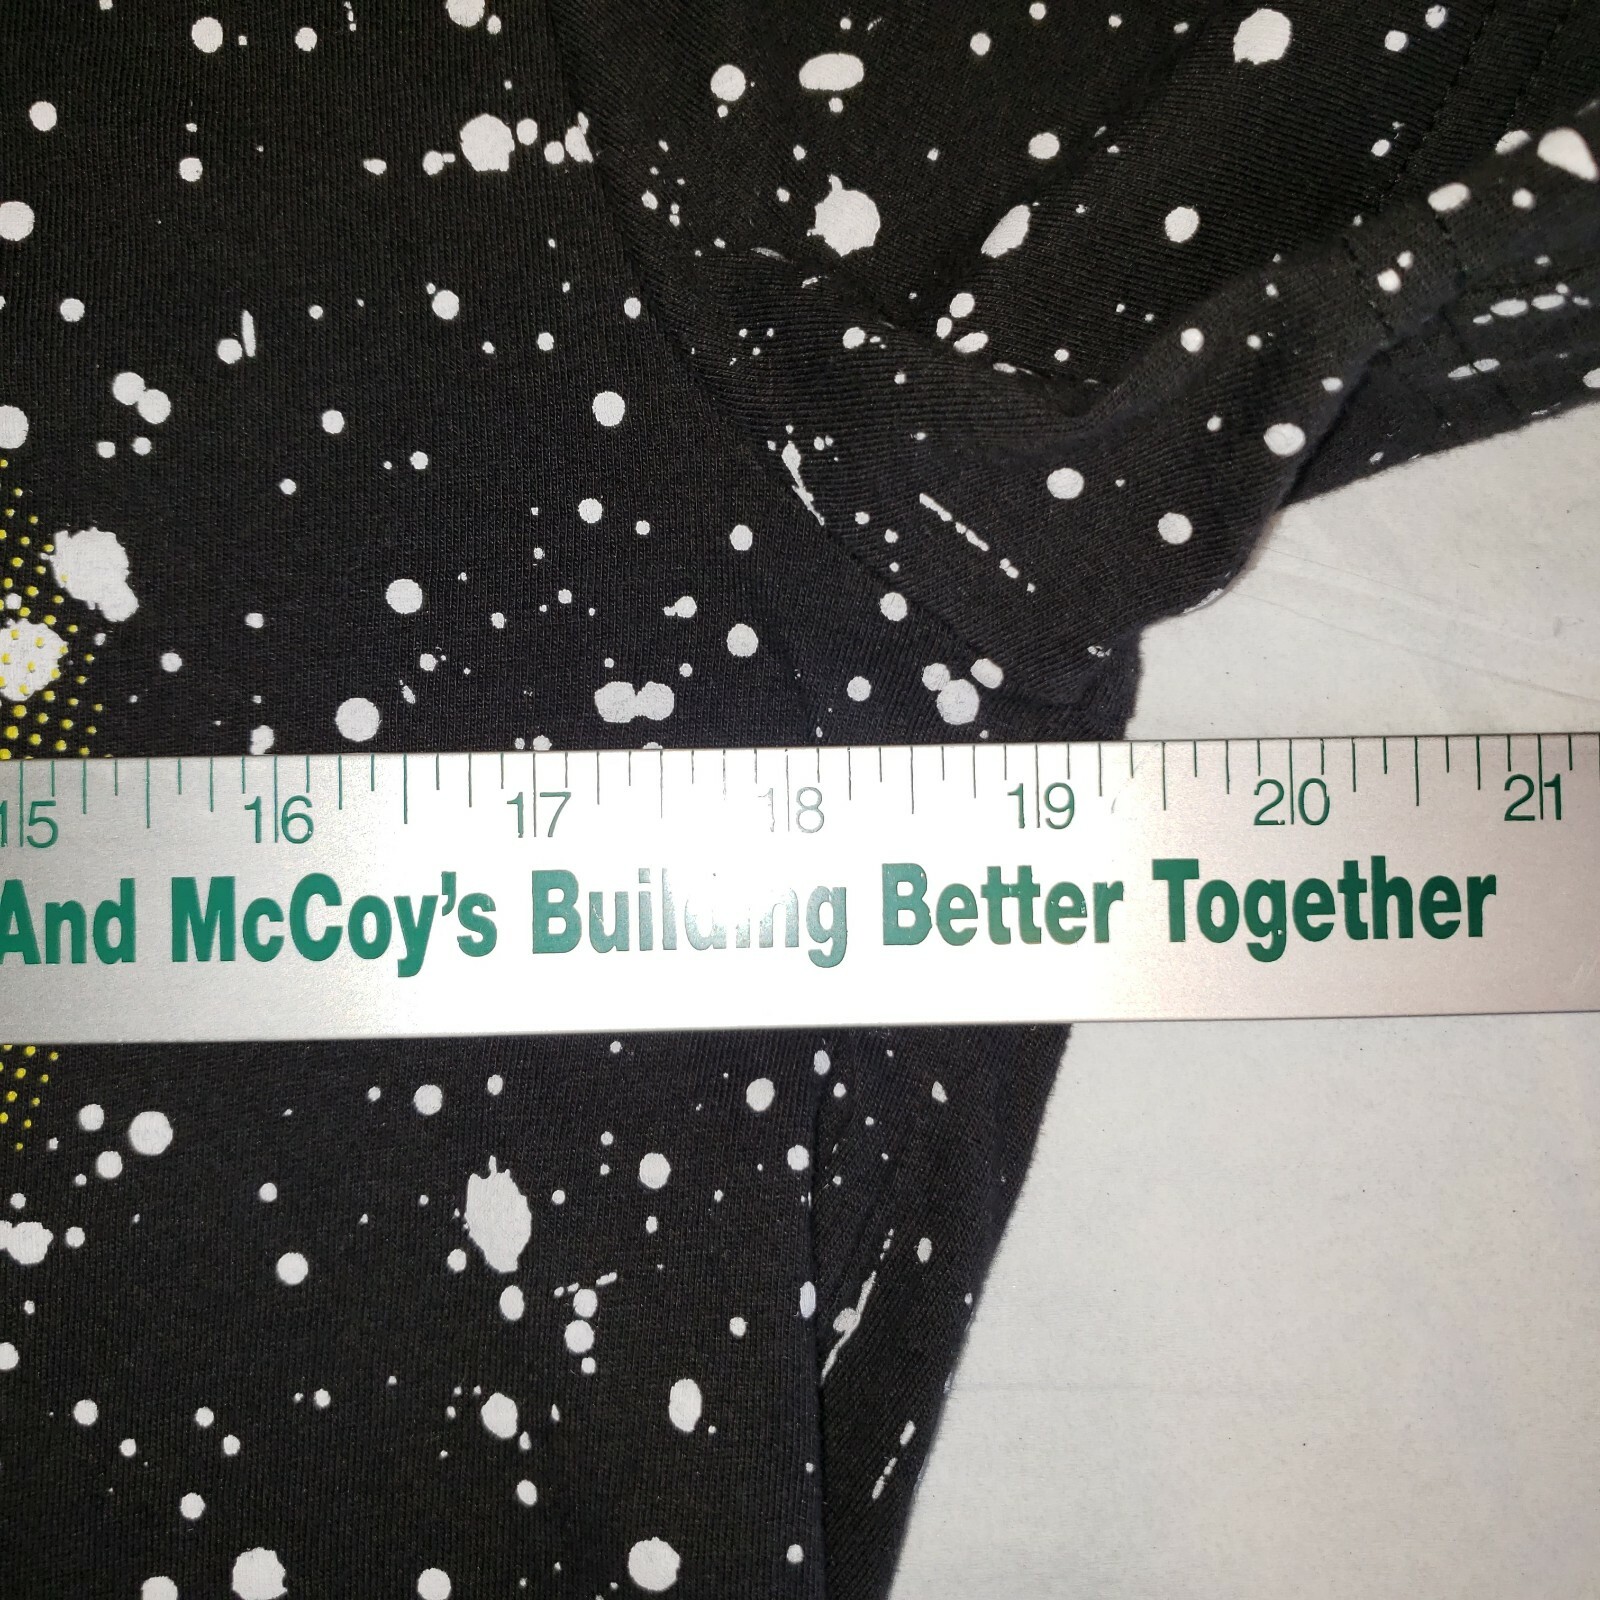 15 16 17 18 19 20 21
And McCoy's Building Better Together